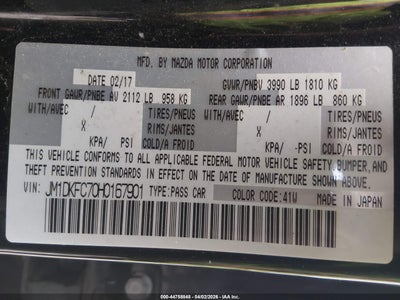 MFD. BY MAZDA MOTOR CORPORATION
DATE 02/17 GVWR/PNBV 3990 LB 1810 KG
FRONT GAWR/PNBE AV 2112 LB 958 KG REAR GAWR/PNBE AR 1896 LB 860 KG
WITH/AVEC / TIRES/PNEUS WITH/AVEC / TIRES/PNEUS
X RIMS/JANTES X RIMS/JANTES
KPA/ PSI COLD/A FROID KPA/ PSI COLD/A FROID
THIS VEHICLE CONFORMS TO ALL APPLICABLE FEDERAL MOTOR VEHICLE SAFETY, BUMPER, AND
THEFT PREVENTION STANDARDS IN EFFECT ON THE DATE OF MANUFACTURE SHOWN ABOVE.
VIN: JM1DKFC70H0167901 TYPE:PASS CAR COLOR CODE:41W MADE IN JAPAN
IBK 000-44758848 - 04/02/2026 - IAA Inc.